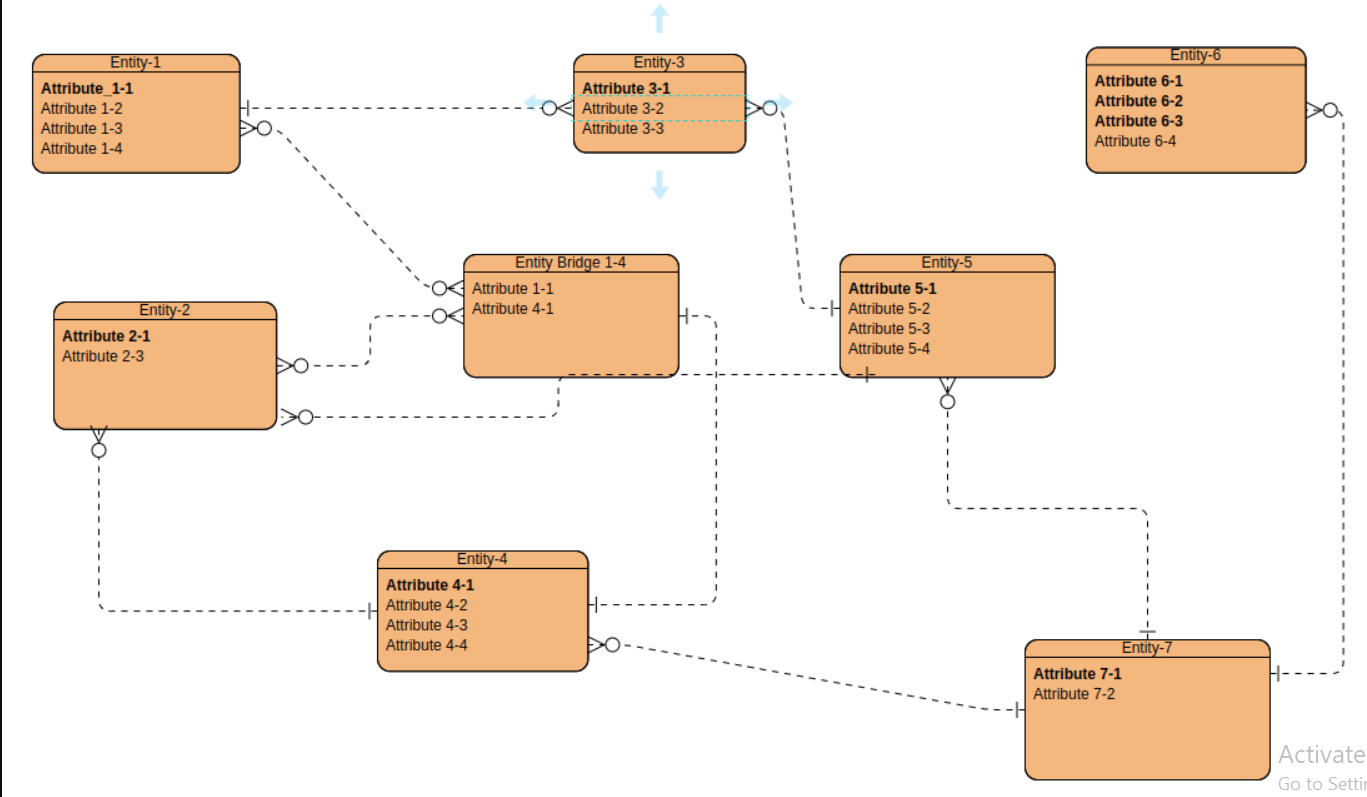 Entity-1
Attribute_1-1
Attribute 1-2
Attribute 1-3
Attribute 1-4
Entity-3
Attribute 3-1
Attribute 3-2
Attribute 3-3
Entity-6
Attribute 6-1
Attribute 6-2
Attribute 6-3
Attribute 6-4
Entity Bridge 1-4
Attribute 1-1
Attribute 4-1
Entity-5
Attribute 5-1
Attribute 5-2
Attribute 5-3
Attribute 5-4
Entity-2
Attribute 2-1
Attribute 2-3
Entity-4
Attribute 4-1
Attribute 4-2
Attribute 4-3
Attribute 4-4
Entity-7
Attribute 7-1
Attribute 7-2
Activate
Go to